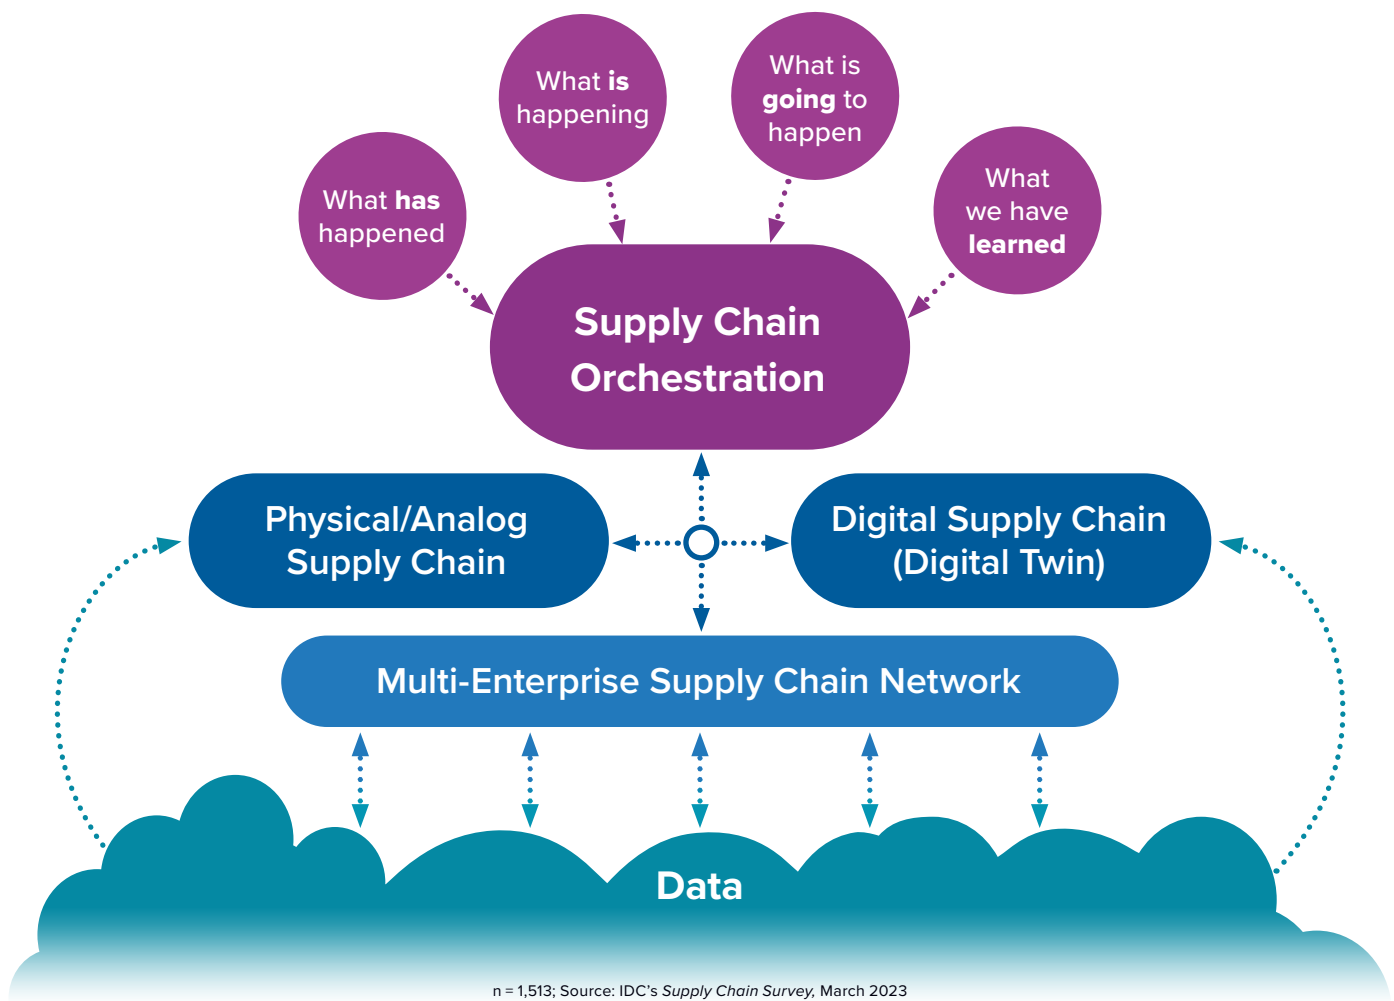 What is
happening
What is
going to
happen
What has
happened
What
we have
learned
Supply Chain
Orchestration
Physical/Analog
Supply Chain
Digital Supply Chain
(Digital Twin)
Multi-Enterprise Supply Chain Network
Data
n = 1,513; Source: IDC's Supply Chain Survey, March 2023